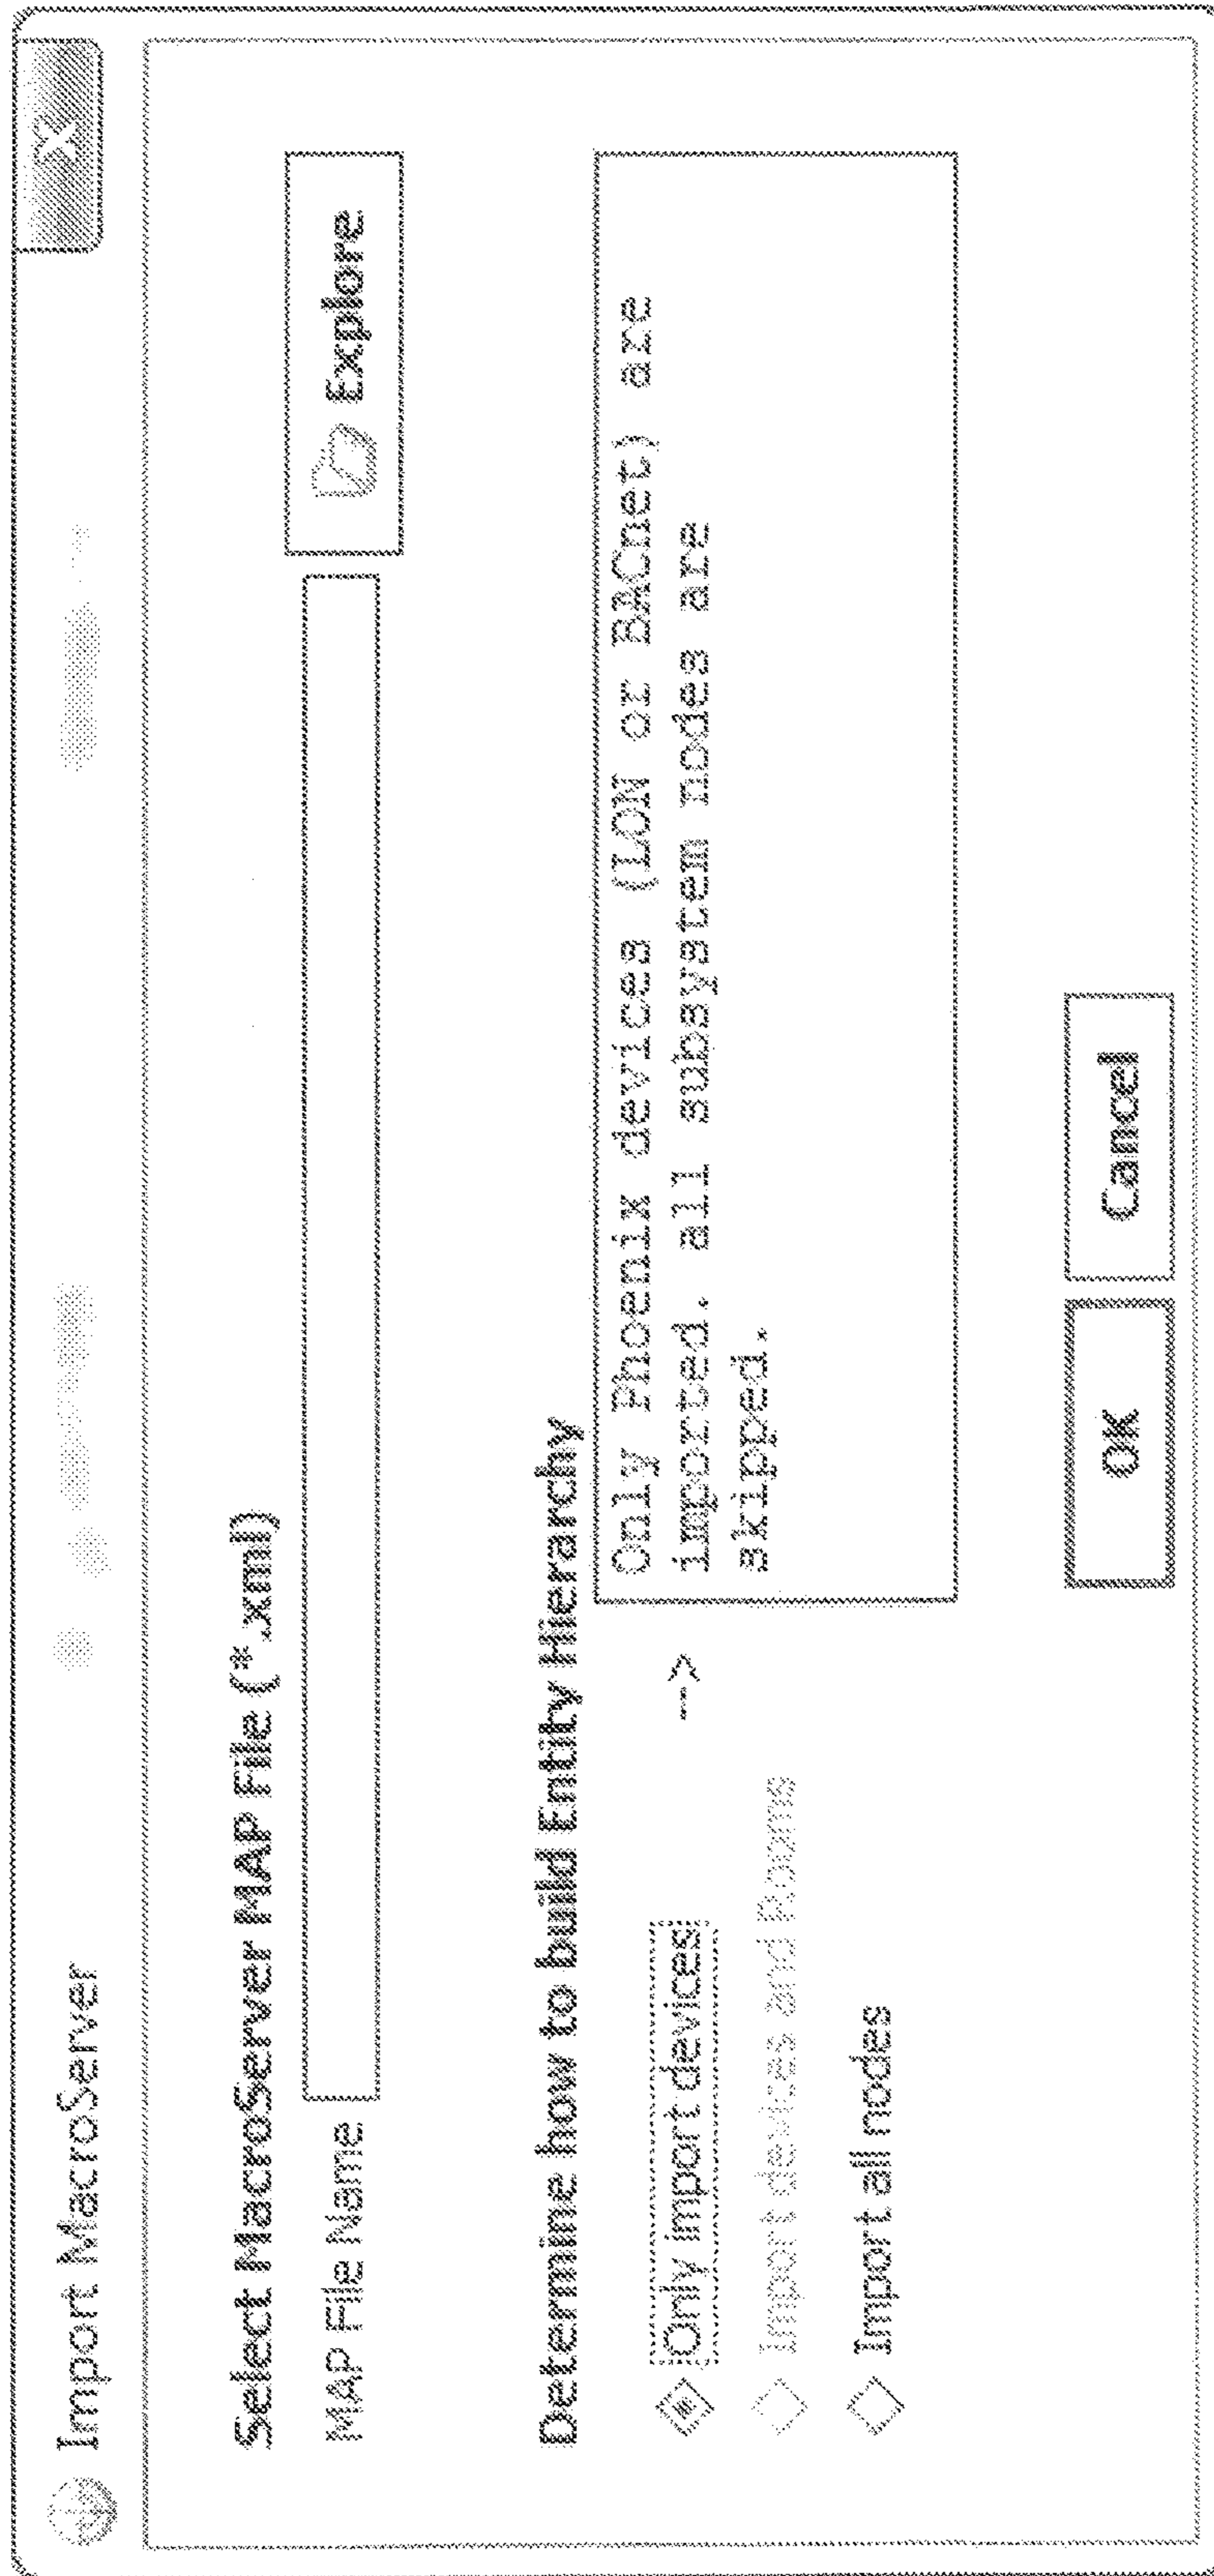 Import MacroServer
X
Select MacroServer MAP File (*.xml)
MAP File Name
Explore
Determine how to build Entity Hierarchy
Only import devices
Import devices and Rooms
Import all nodes
-->
Only Phoenix devices (LON or BACnet) are
imported. all subsystem nodes are
skipped.
OK
Cancel